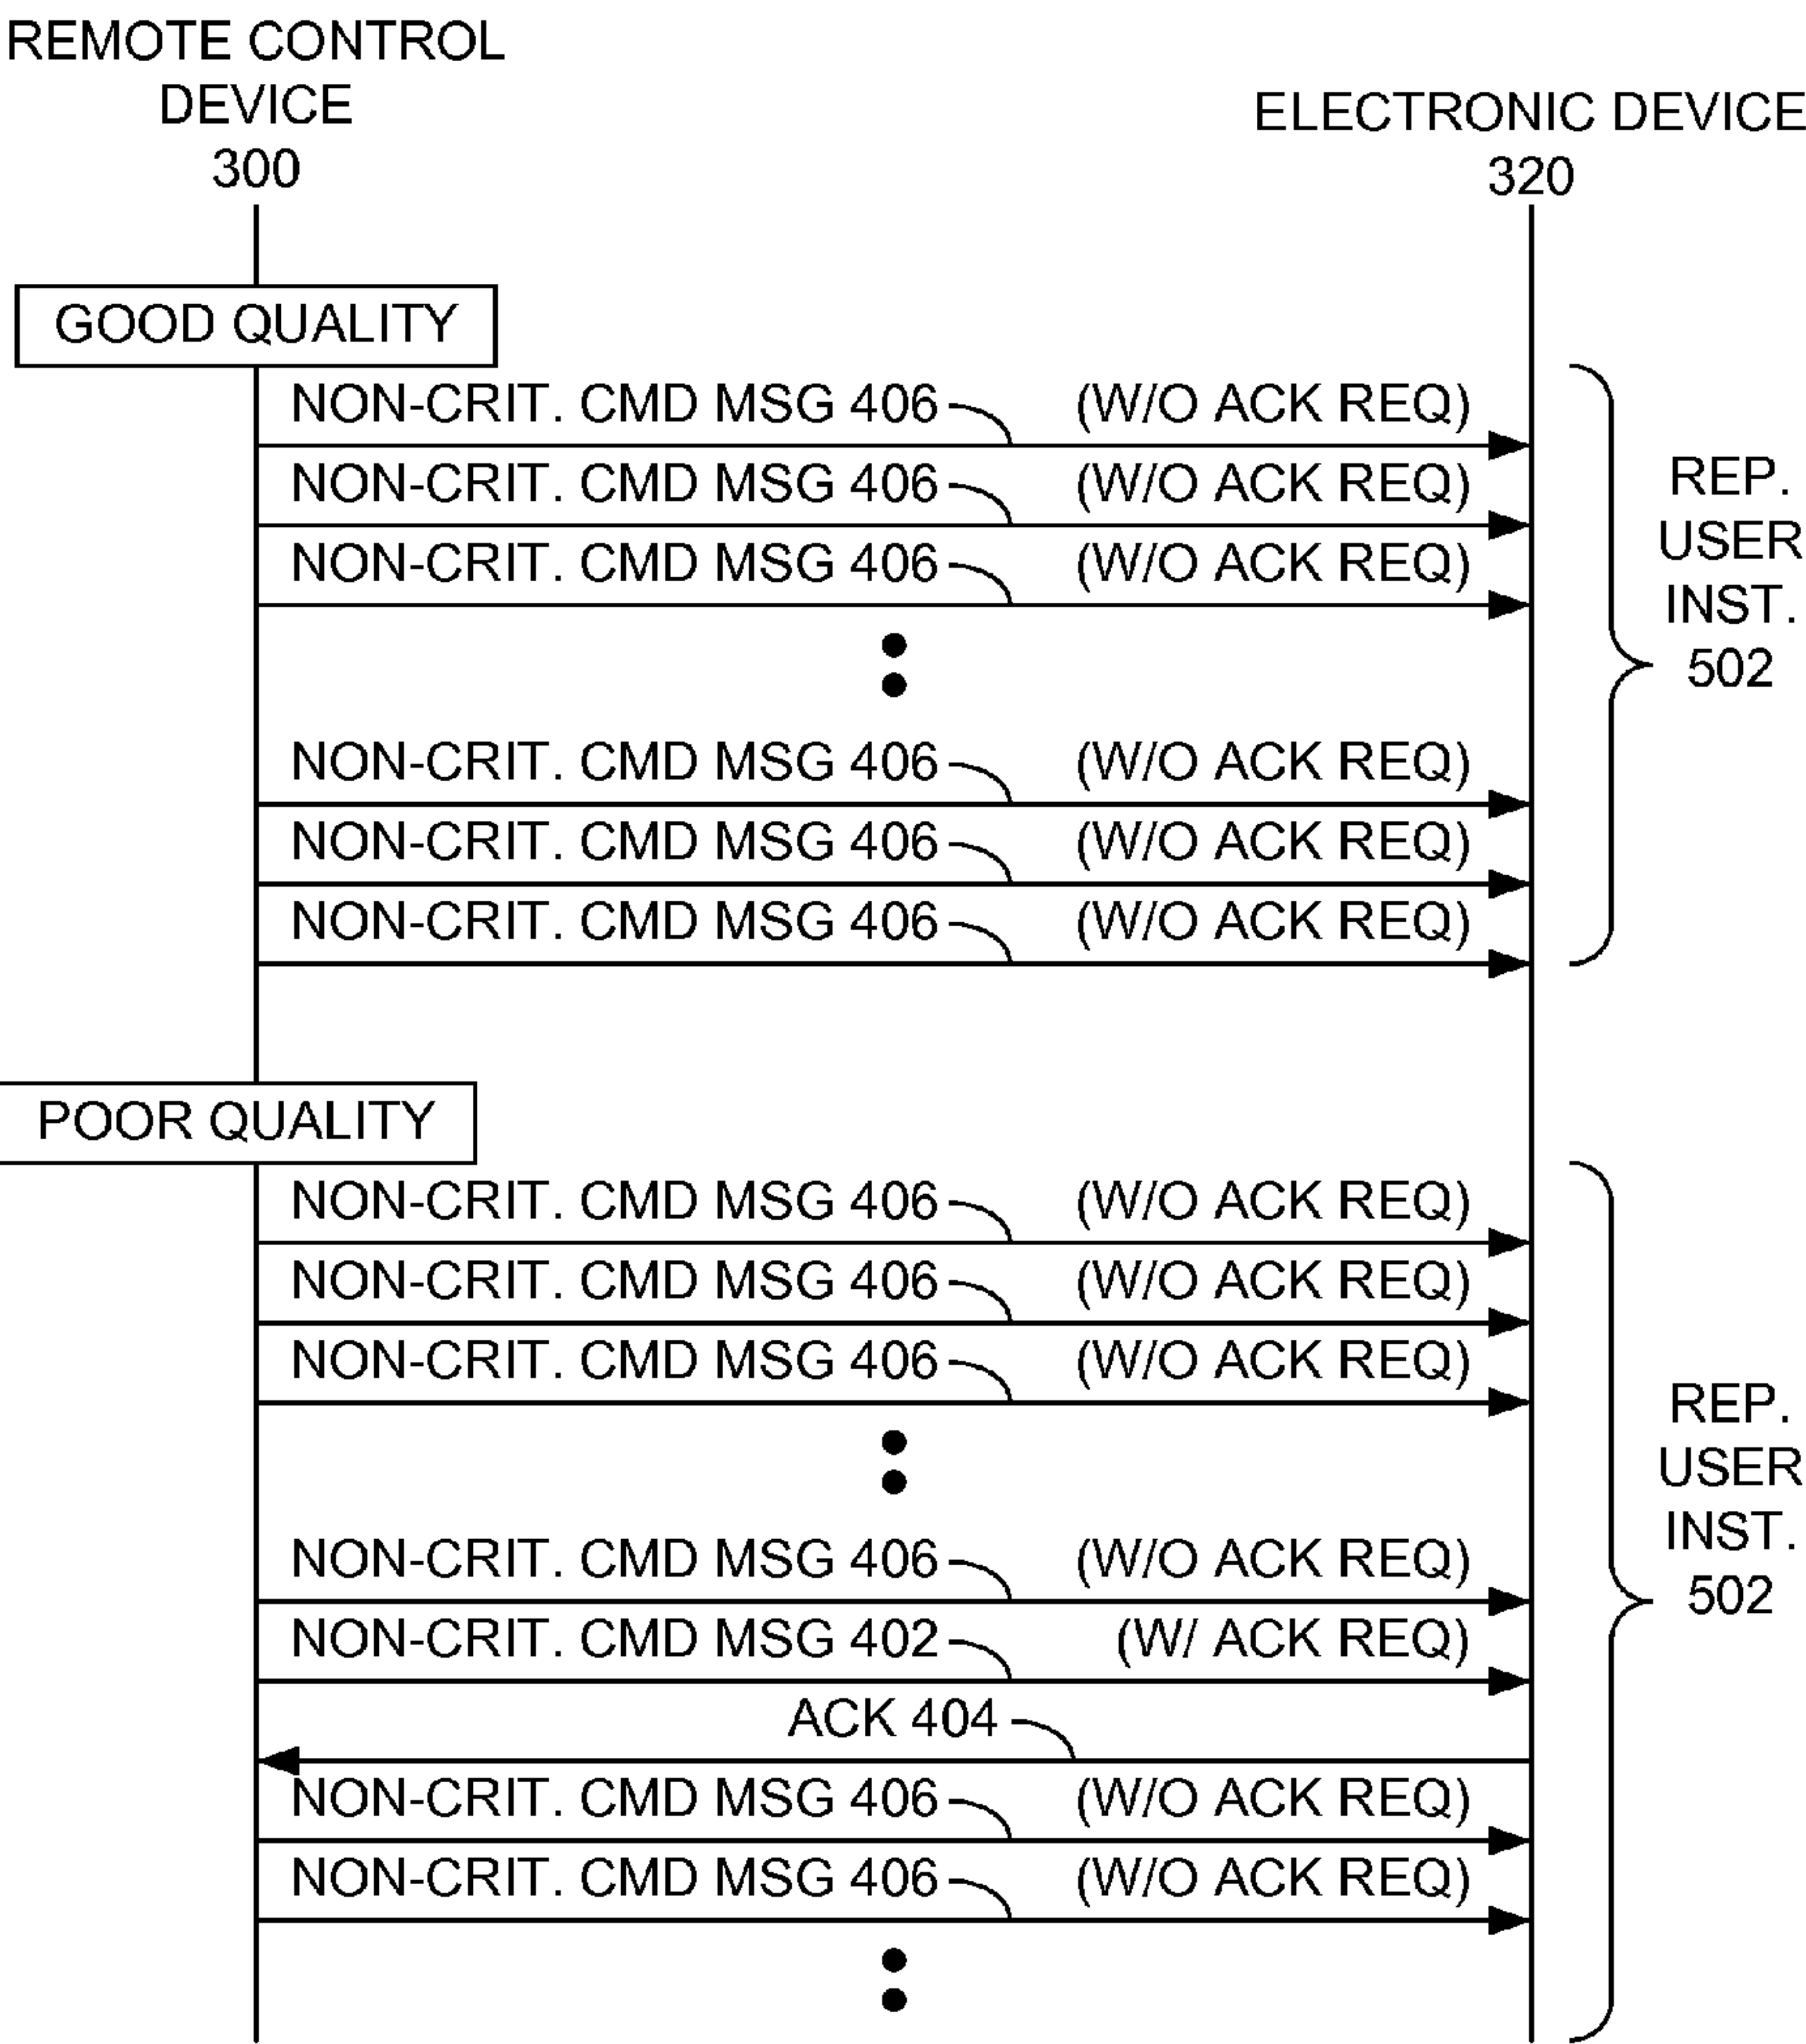 REMOTE CONTROL
DEVICE
300
ELECTRONIC DEVICE
320
GOOD QUALITY
NON-CRIT. CMD MSG 406 (W/O ACK REQ)
NON-CRIT. CMD MSG 406 (W/O ACK REQ)
NON-CRIT. CMD MSG 406 (W/O ACK REQ)
NON-CRIT. CMD MSG 406 (W/O ACK REQ)
NON-CRIT. CMD MSG 406 (W/O ACK REQ)
NON-CRIT. CMD MSG 406 (W/O ACK REQ)
REP.
USER
INST.
502
POOR QUALITY
NON-CRIT. CMD MSG 406 (W/O ACK REQ)
NON-CRIT. CMD MSG 406 (W/O ACK REQ)
NON-CRIT. CMD MSG 406 (W/O ACK REQ)
NON-CRIT. CMD MSG 406 (W/O ACK REQ)
NON-CRIT. CMD MSG 402 (W/ ACK REQ)
ACK 404
NON-CRIT. CMD MSG 406 (W/O ACK REQ)
NON-CRIT. CMD MSG 406 (W/O ACK REQ)
REP.
USER
INST.
502